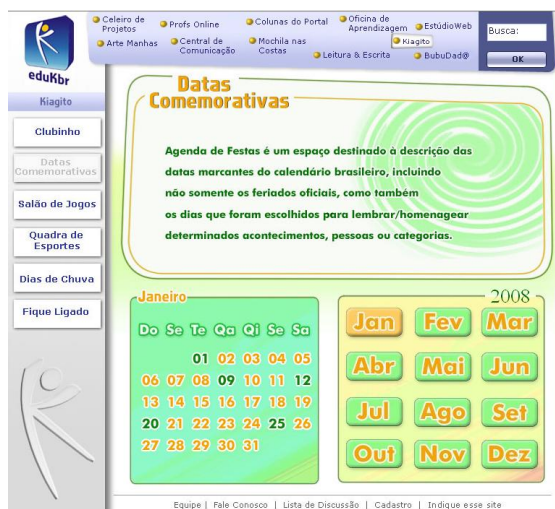 Celeiro de Projetos
Profs Online
Colunas do Portal
Oficina de Aprendizagem
EstúdioWeb
Arte Manhas
Central de Comunicação
Mochila nas Costas
Leitura & Escrita
Kiagito
BubuDad@
Busca:
OK
eduKbr
Kiagito
Clubinho
Datas
Comemorativas
Salão de Jogos
Quadra de
Esportes
Dias de Chuva
Fique Ligado
Datas
Comemorativas
Agenda de Festas é um espaço destinado à descrição das
datas marcantes do calendário brasileiro, incluindo
não somente os feriados oficiais, como também
os dias que foram escolhidos para lembrar/homenagear
determinados acontecimentos, pessoas ou categorias.
Janeiro
Do Se Te Qa Qi Se Sa
01 02 03 04 05
06 07 08 09 10 11 12
13 14 15 16 17 18 19
20 21 22 23 24 25 26
27 28 29 30 31
2008
Jan Fev Mar
Abr Mai Jun
Jul Ago Set
Out Nov Dez
Equipe | Fale Conosco | Lista de Discussão | Cadastro | Indique esse site